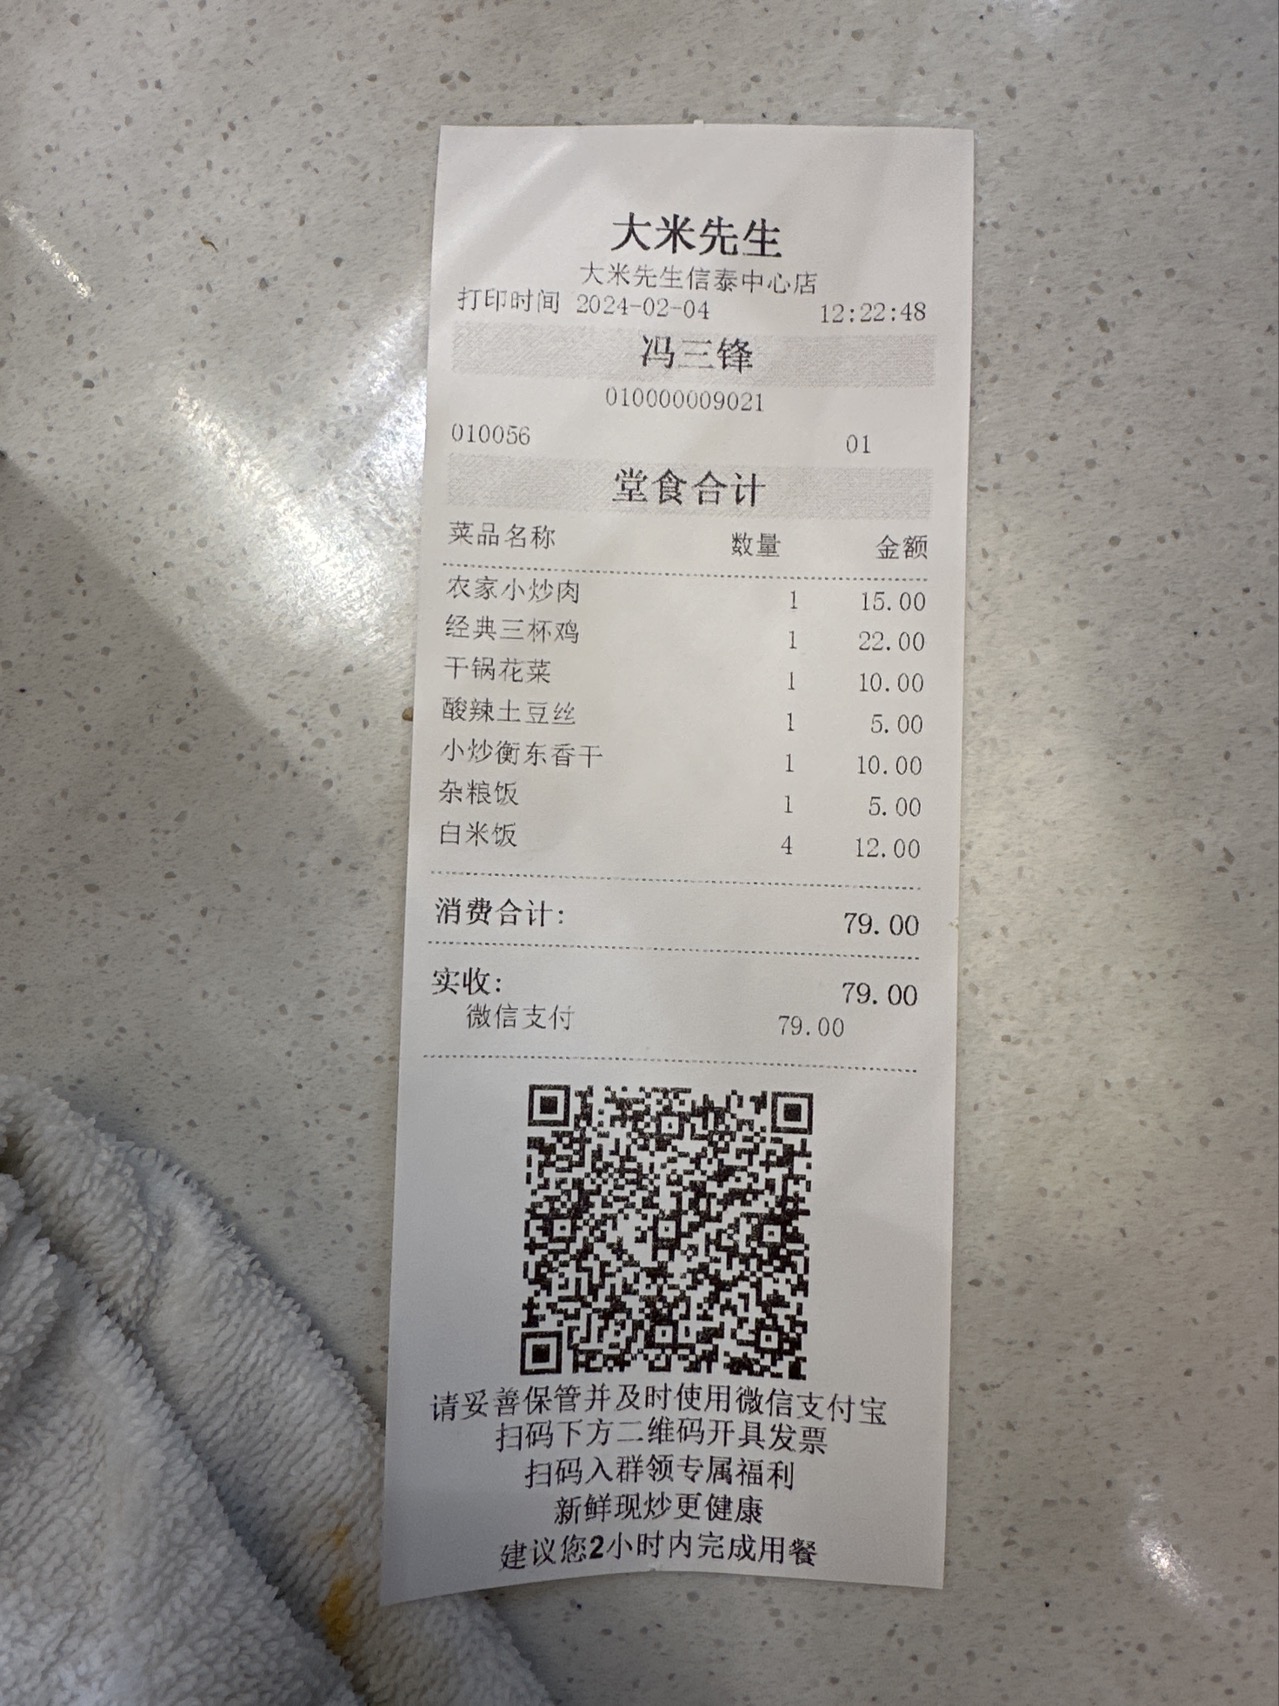 大米先生
大米先生信泰中心店
打印时间 2024-02-04 12:22:48
冯三锋
010000009021
010056 01
堂食合计
菜品名称 数量 金额
农家小炒肉 1 15.00
经典三杯鸡 1 22.00
干锅花菜 1 10.00
酸辣土豆丝 1 5.00
小炒衡东香干 1 10.00
杂粮饭 1 5.00
白米饭 4 12.00
消费合计: 79.00
实收: 79.00
微信支付 79.00
请妥善保管并及时使用微信支付宝
扫码下方二维码开具发票
扫码入群领专属福利
新鲜现炒更健康
建议您2小时内完成用餐